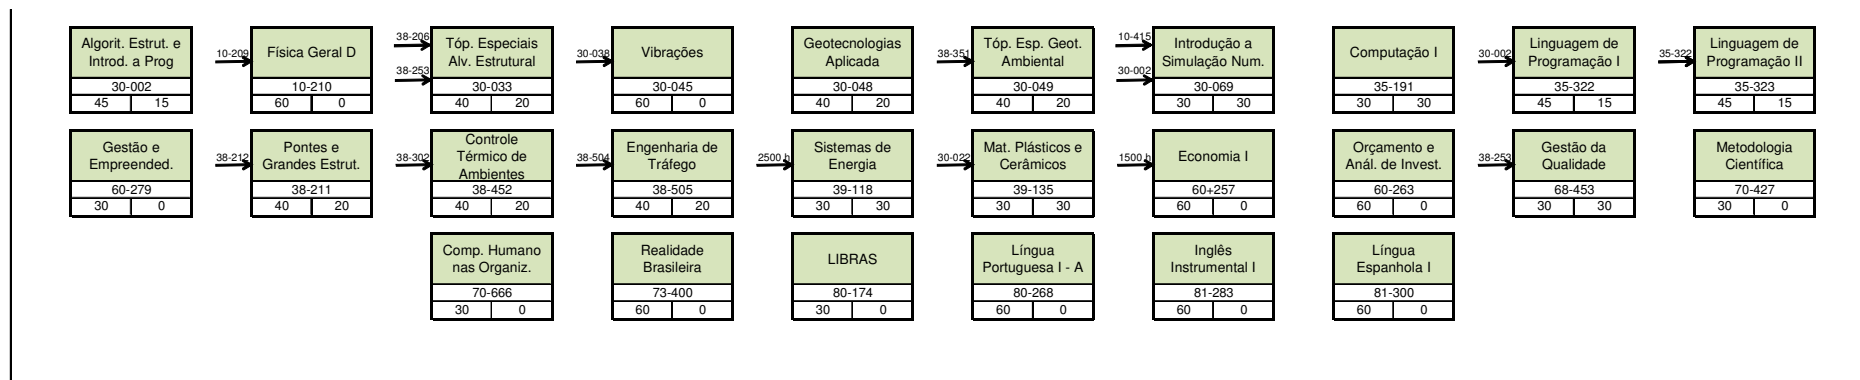 Algorit. Estrut. e
Introd. a Prog
30-002
45 15
10-209
Física Geral D
10-210
60 0
38-206
38-253
Tóp. Especiais
Alv. Estrutural
30-033
40 20
30-038
Vibrações
30-045
60 0
Geotecnologias
Aplicada
30-048
40 20
38-351
Tóp. Esp. Geot.
Ambiental
30-049
40 20
10-415
30-002
Introdução a
Simulação Num.
30-069
30 30
Computação I
35-191
30 30
30-002
Linguagem de
Programação I
35-322
45 15
35-322
Linguagem de
Programação II
35-323
45 15
Gestão e
Empreended.
60-279
30 0
38-212
Pontes e
Grandes Estrut.
38-211
40 20
38-302
Controle
Térmico de
Ambientes
38-452
40 20
38-504
Engenharia de
Tráfego
38-505
40 20
2500 h
Sistemas de
Energia
39-118
30 30
30-022
Mat. Plásticos e
Cerâmicos
39-135
30 30
1500 h
Economia I
60+257
60 0
Orçamento e
Anál. de Invest.
60-263
60 0
38-253
Gestão da
Qualidade
68-453
30 30
Metodologia
Científica
70-427
30 0
Comp. Humano
nas Organiz.
70-666
30 0
Realidade
Brasileira
73-400
60 0
LIBRAS
80-174
30 0
Língua
Portuguesa I - A
80-268
60 0
Inglês
Instrumental I
81-283
60 0
Língua
Espanhola I
81-300
60 0